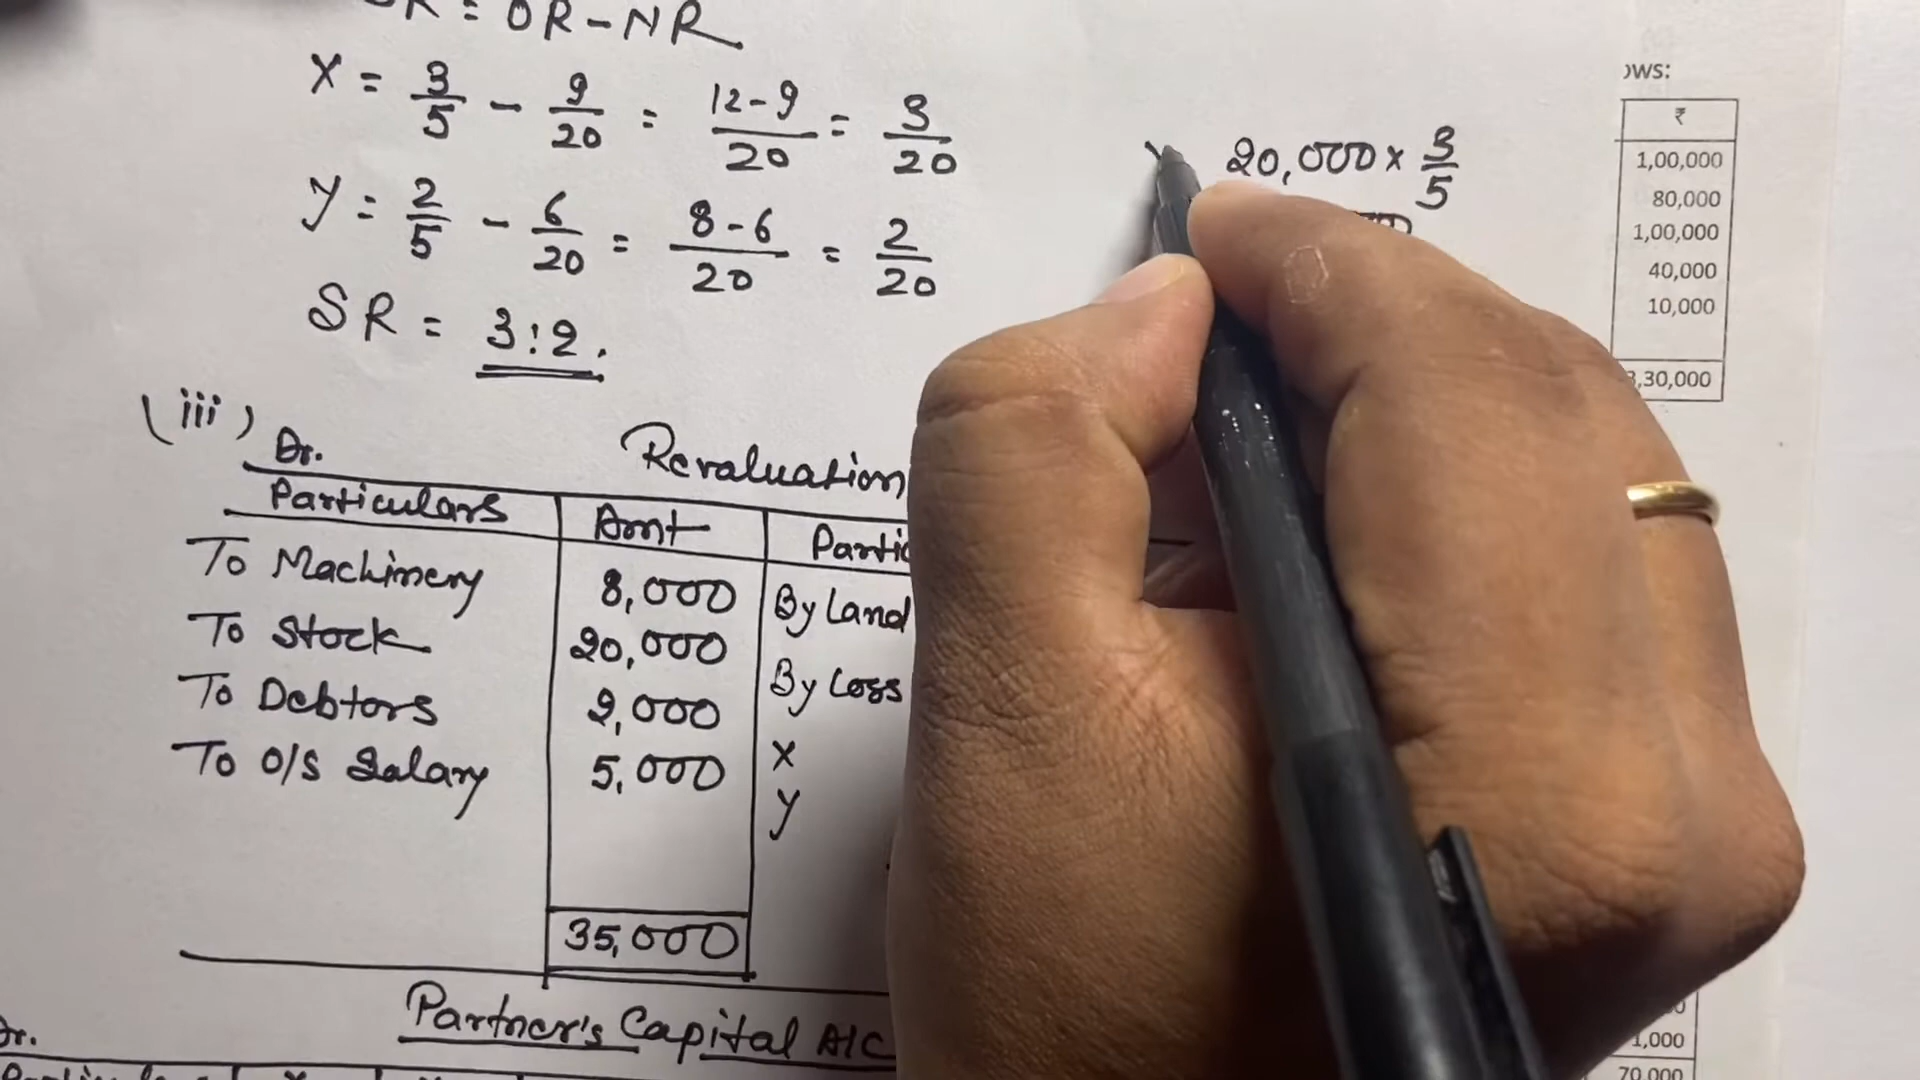 = OR - NR
X = 3/5 - 9/20 = 12-9/20 = 3/20
Y = 2/5 - 6/20 = 8-6/20 = 2/20
SR = 3:2.
20,000 × 3/5
ows:
₹
1,00,000
80,000
1,00,000
40,000
10,000
3,30,000
(iii)
Dr. Revaluation
Particulars Amt Partic
To Machinery 8,000 By Land
To Stock 20,000 By Loss
To Debtors 2,000 X
To O/S Salary 5,000 Y
35,000
Partner's Capital A/C
Dr.
1,000
70,000